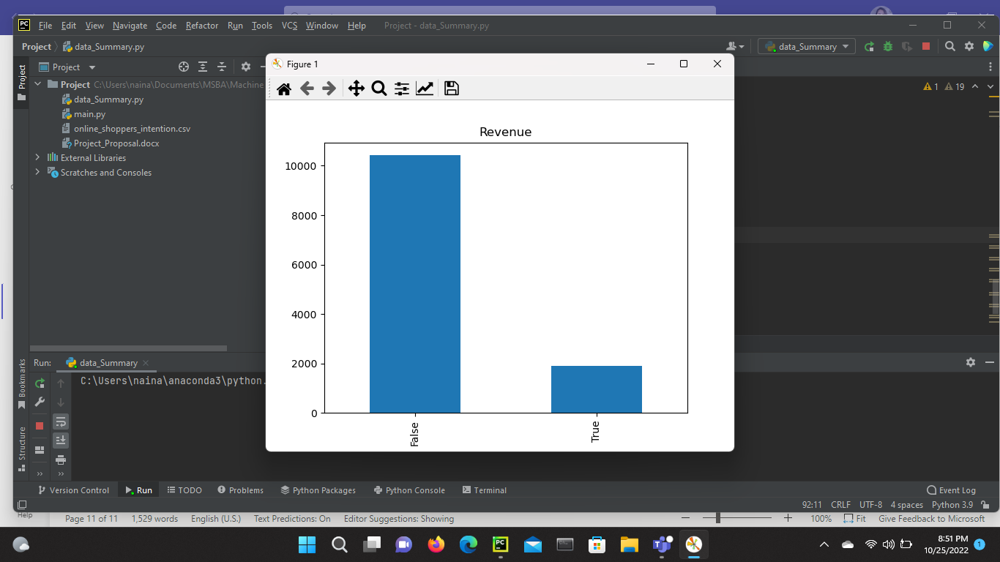 PC File Edit View Navigate Code Refactor Run Tools VCS Window Help Project - data_Summary.py
Project data_Summary.py data_Summary
Project
Project
Project C:\Users\naina\Documents\MSBA\Machine
data_Summary.py
main.py
online_shoppers_intention.csv
Project_Proposal.docx
External Libraries
Scratches and Consoles
1 19
Figure 1
Revenue
10000
8000
6000
4000
2000
0
False True
Bookmarks
Structure
Run: data_Summary
C:\Users\naina\anaconda3\python.
Version Control Run TODO Problems Python Packages Python Console Terminal Event Log
92:11 CRLF UTF-8 4 spaces Python 3.9
Help
Page 11 of 11 1,529 words English (U.S.) Text Predictions: On Editor Suggestions: Showing 100% Fit Give Feedback to Microsoft
PC
8:51 PM
10/25/2022 1